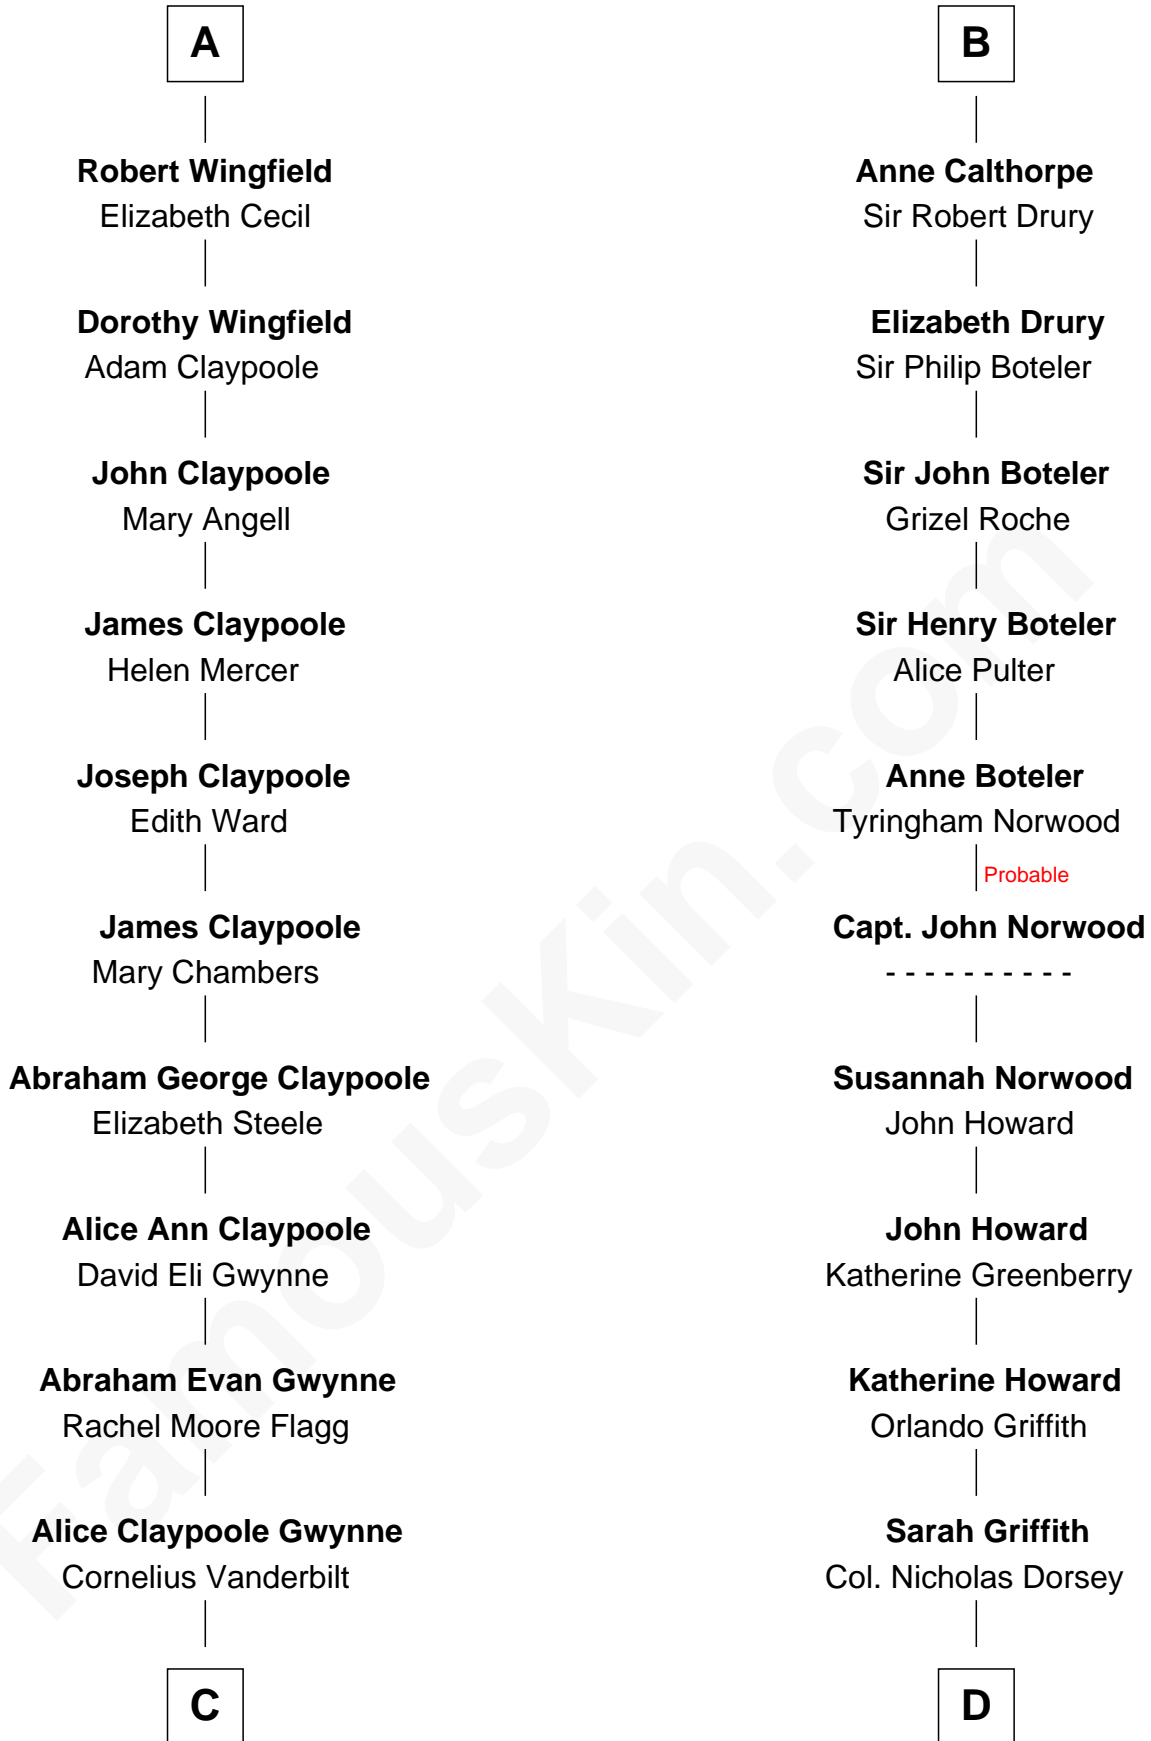 A
Robert Wingfield
Elizabeth Cecil
Dorothy Wingfield
Adam Claypoole
John Claypoole
Mary Angell
James Claypoole
Helen Mercer
Joseph Claypoole
Edith Ward
James Claypoole
Mary Chambers
Abraham George Claypoole
Elizabeth Steele
Alice Ann Claypoole
David Eli Gwynne
Abraham Evan Gwynne
Rachel Moore Flagg
Alice Claypoole Gwynne
Cornelius Vanderbilt
C
B
Anne Calthorpe
Sir Robert Drury
Elizabeth Drury
Sir Philip Boteler
Sir John Boteler
Grizel Roche
Sir Henry Boteler
Alice Pulter
Anne Boteler
Tyringham Norwood
Probable
Capt. John Norwood
- - - - - - - - - -
Susannah Norwood
John Howard
John Howard
Katherine Greenberry
Katherine Howard
Orlando Griffith
Sarah Griffith
Col. Nicholas Dorsey
D
FamousKin.com